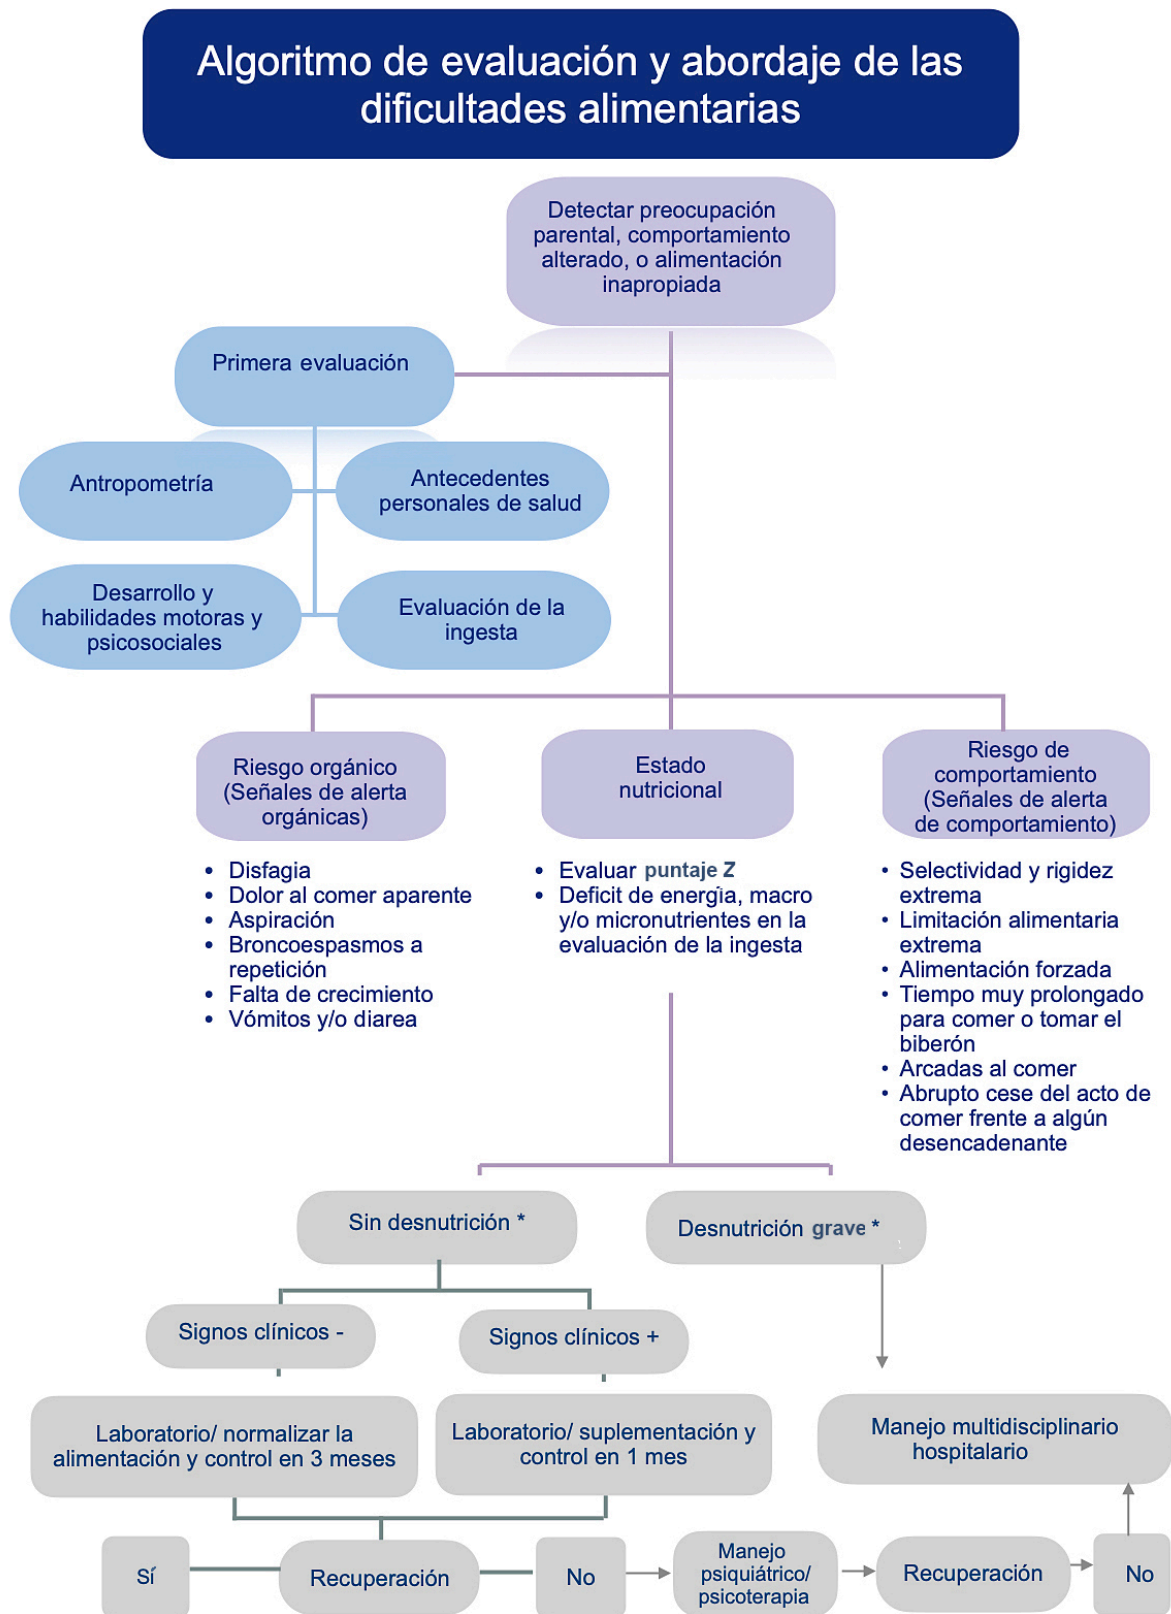 Algoritmo de evaluación y abordaje de las
dificultades alimentarias
Detectar preocupación
parental, comportamiento
alterado, o alimentación
inapropiada
Primera evaluación
Antropometría
Antecedentes
personales de salud
Desarrollo y
habilidades motoras y
psicosociales
Evaluación de la
ingesta
Riesgo orgánico
(Señales de alerta
orgánicas)
• Disfagia
• Dolor al comer aparente
• Aspiración
• Broncoespasmos a
repetición
• Falta de crecimiento
• Vómitos y/o diarea
Estado
nutricional
• Evaluar puntaje Z
• Deficit de energía, macro
y/o micronutrientes en la
evaluación de la ingesta
Riesgo de
comportamiento
(Señales de alerta
de comportamiento)
• Selectividad y rigidez
extrema
• Limitación alimentaria
extrema
• Alimentación forzada
• Tiempo muy prolongado
para comer o tomar el
biberón
• Arcadas al comer
• Abrupto cese del acto de
comer frente a algún
desencadenante
Sin desnutrición *
Desnutrición grave *
Signos clínicos -
Signos clínicos +
Laboratorio/ normalizar la
alimentación y control en 3 meses
Laboratorio/ suplementación y
control en 1 mes
Manejo multidisciplinario
hospitalario
Sí
Recuperación
No
Manejo
psiquiátrico/
psicoterapia
Recuperación
No